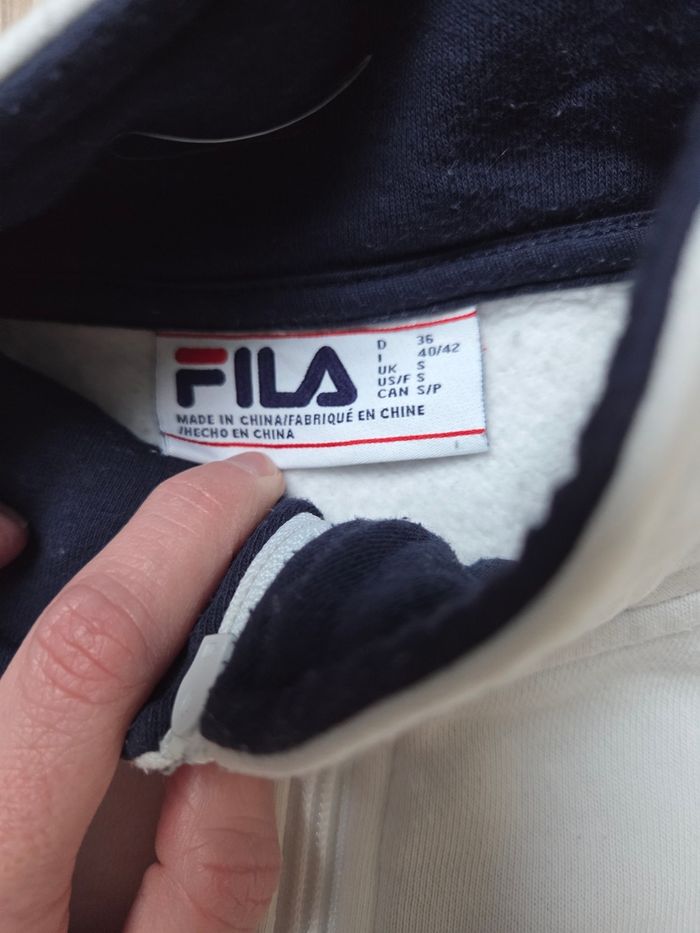 FILA
D 36
I 40/42
UK S
US/F S
CAN S/P
MADE IN CHINA/FABRIQUÉ EN CHINE
/HECHO EN CHINA